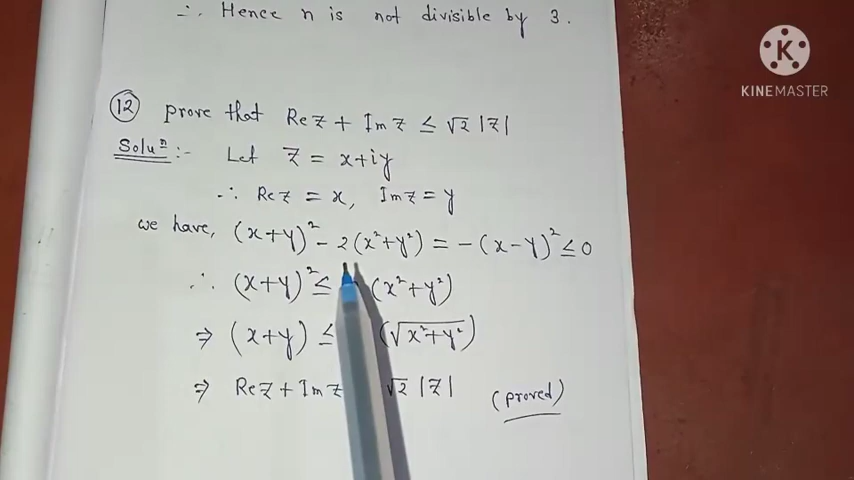 ∴ Hence n is not divisible by 3.
K
KINEMASTER
(12) prove that Re z + Im z ≤ √2 |z|
Soluⁿ :- Let z = x+iy
∴ Re z = x, Im z = y
we have, (x+y)² - 2(x²+y²) = -(x-y)² ≤ 0
∴ (x+y)² ≤ (x²+y²)
⇒ (x+y) ≤ (√x²+y²)
⇒ Re z + Im z √2 |z| (proved)